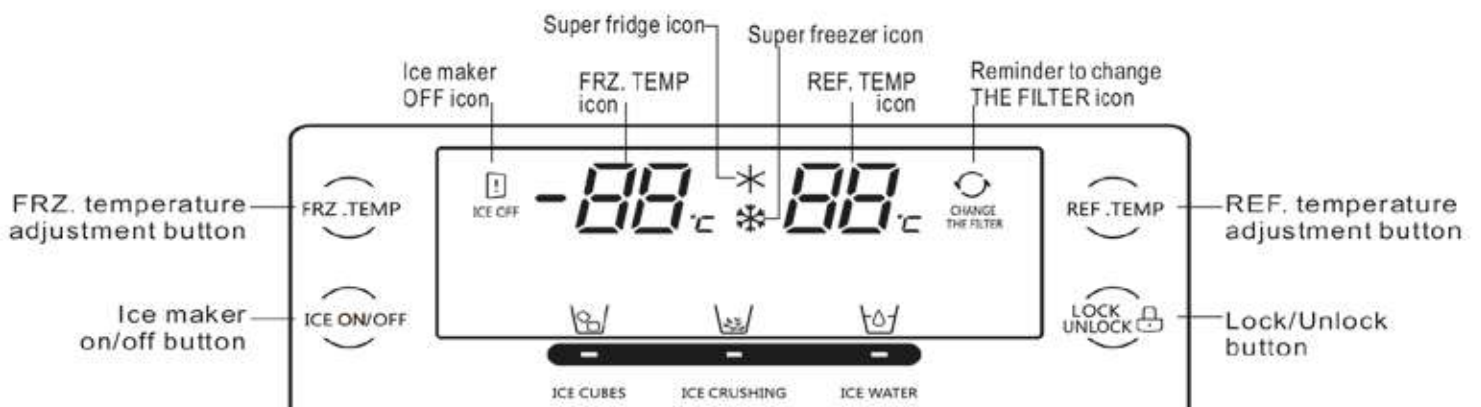 Super fridge icon
Super freezer icon
Ice maker
OFF icon
FRZ. TEMP
icon
REF. TEMP
icon
Reminder to change
THE FILTER icon
FRZ. temperature
adjustment button
FRZ .TEMP
ICE OFF
-88 °C
88 °C
CHANGE
THE FILTER
REF .TEMP
REF. temperature
adjustment button
Ice maker
on/off button
ICE ON/OFF
LOCK
UNLOCK
Lock/Unlock
button
ICE CUBES
ICE CRUSHING
ICE WATER